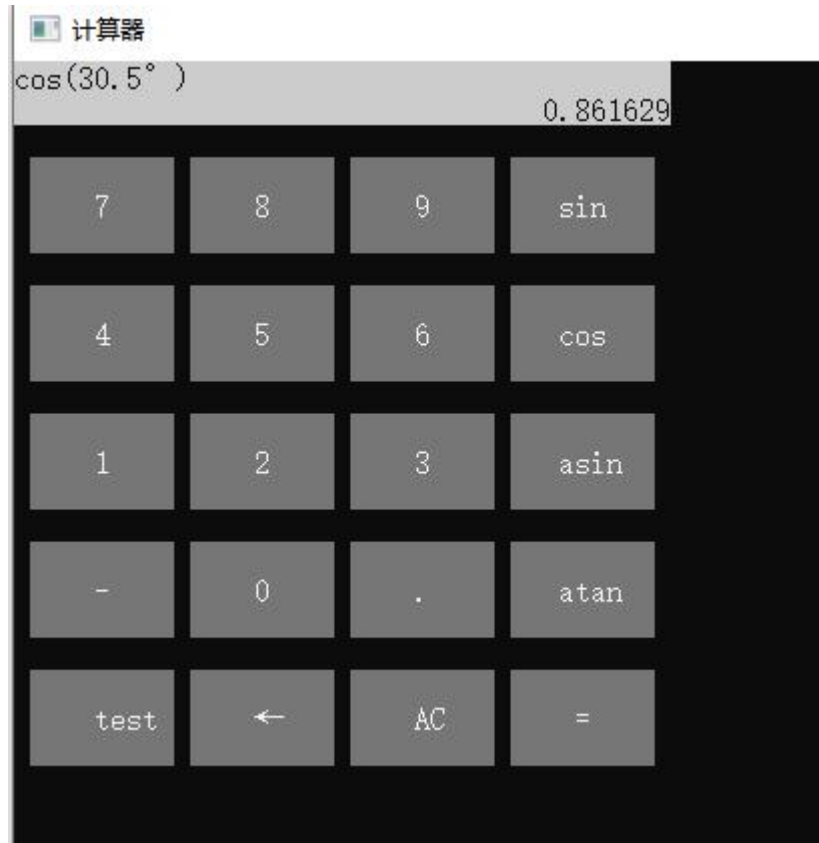 计算器
cos(30.5° )
0.861629
7 8 9 sin
4 5 6 cos
1 2 3 asin
- 0 . atan
test ← AC =